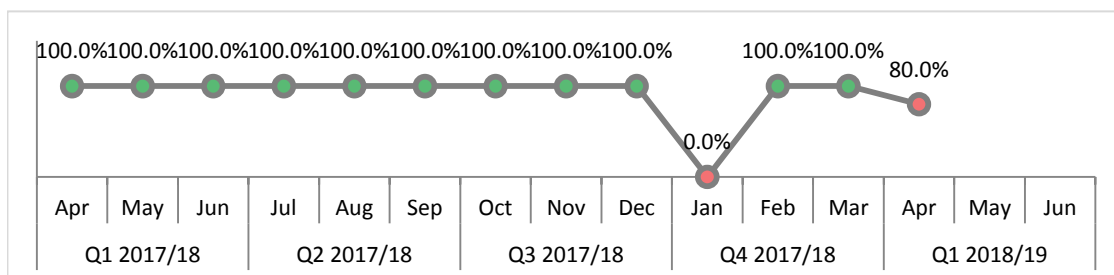 100.0% 100.0% 100.0% 100.0% 100.0% 100.0% 100.0% 100.0% 100.0% 100.0% 100.0%
80.0%
0.0%
Apr May Jun Jul Aug Sep Oct Nov Dec Jan Feb Mar Apr May Jun
Q1 2017/18 Q2 2017/18 Q3 2017/18 Q4 2017/18 Q1 2018/19